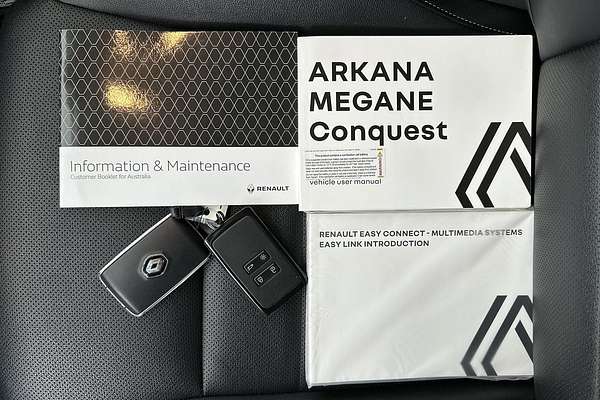 Information & Maintenance
Customer Booklet for Australia
RENAULT
ARKANA
MEGANE
Conquest
vehicle user manual
RENAULT EASY CONNECT - MULTIMEDIA SYSTEMS
EASY LINK INTRODUCTION